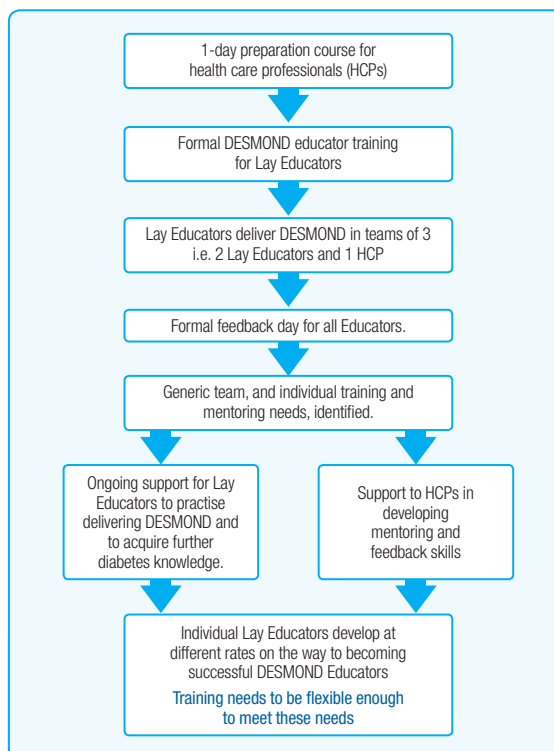 1-day preparation course for
health care professionals (HCPs)
Formal DESMOND educator training
for Lay Educators
Lay Educators deliver DESMOND in teams of 3
i.e. 2 Lay Educators and 1 HCP
Formal feedback day for all Educators.
Generic team, and individual training and
mentoring needs, identified.
Ongoing support for Lay
Educators to practise
delivering DESMOND and
to acquire further
diabetes knowledge.
Support to HCPs in
developing
mentoring and
feedback skills
Individual Lay Educators develop at
different rates on the way to becoming
successful DESMOND Educators
Training needs to be flexible enough
to meet these needs